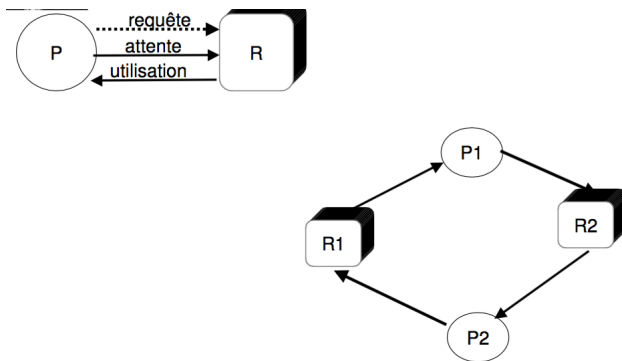 requête
P
attente
R
utilisation
P1
R1
R2
P2